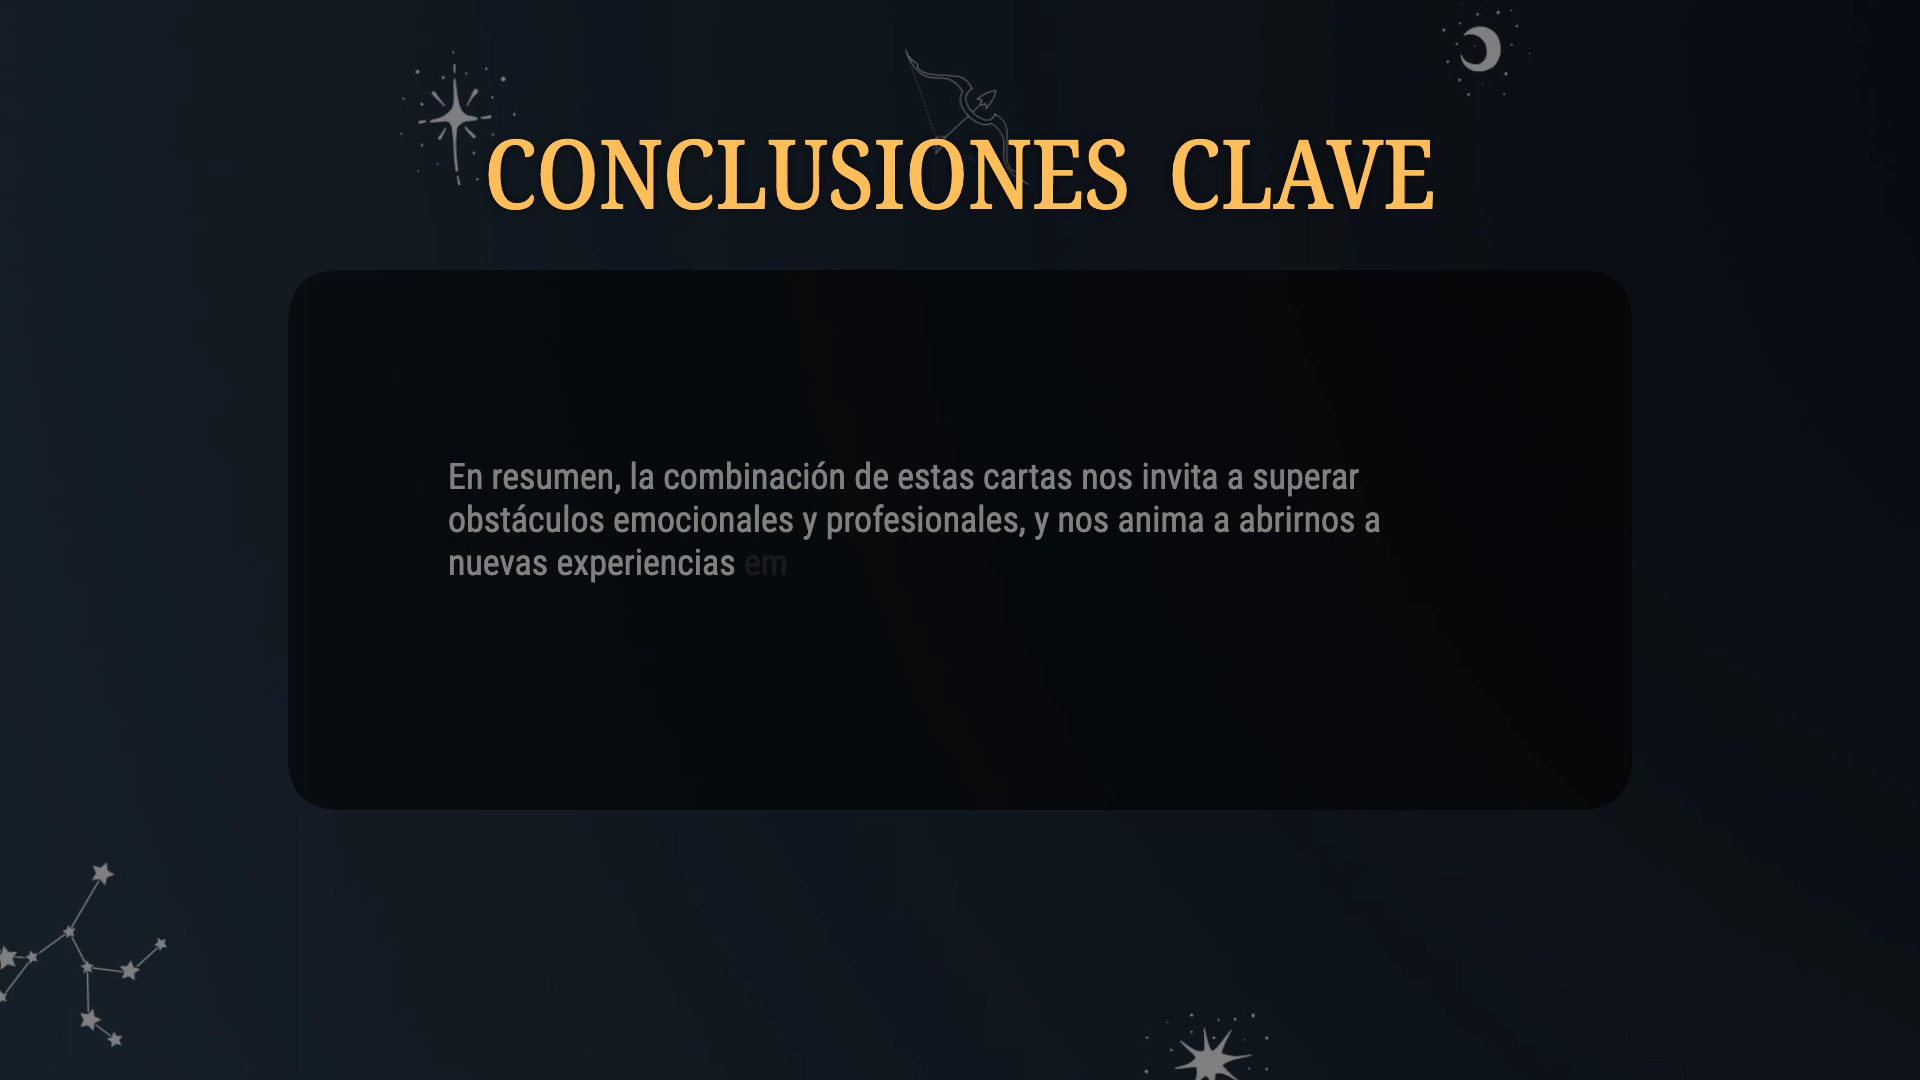 CONCLUSIONES CLAVE
En resumen, la combinación de estas cartas nos invita a superar
obstáculos emocionales y profesionales, y nos anima a abrirnos a
nuevas experiencias em